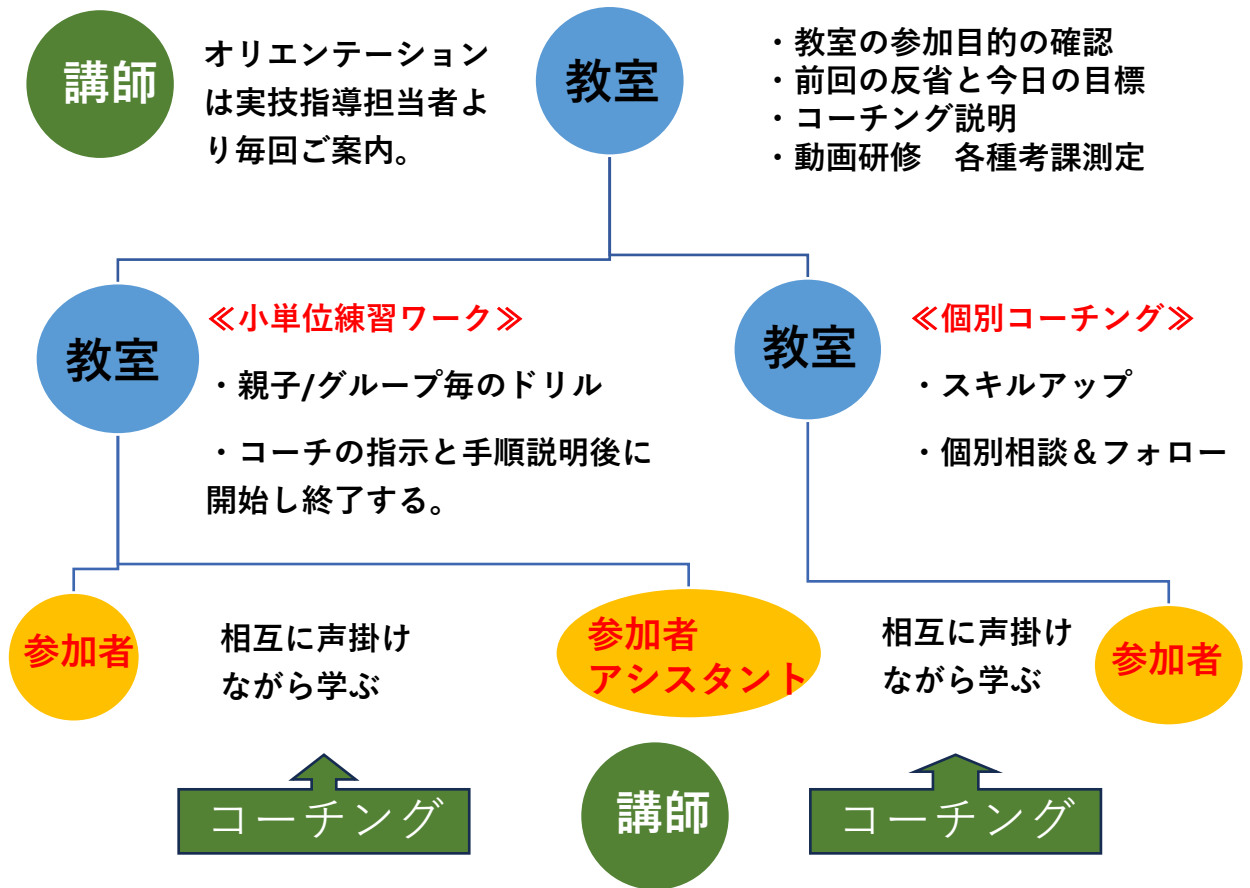 講師
オリエンテーション
は実技指導担当者よ
り毎回ご案内。
教室
・教室の参加目的の確認
・前回の反省と今日の目標
・コーチング説明
・動画研修　各種考課測定
教室
≪小単位練習ワーク≫
・親子/グループ毎のドリル
・コーチの指示と手順説明後に
開始し終了する。
教室
≪個別コーチング≫
・スキルアップ
・個別相談＆フォロー
参加者
相互に声掛け
ながら学ぶ
参加者
アシスタント
相互に声掛け
ながら学ぶ
参加者
コーチング
講師
コーチング